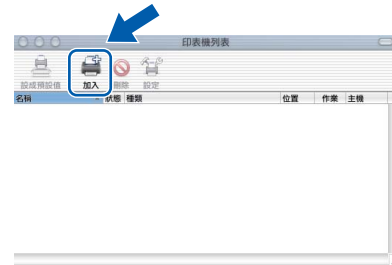 印表機列表
設成預設值 加入 刪除 設定
名稱 狀態 種類 位置 作業 主機